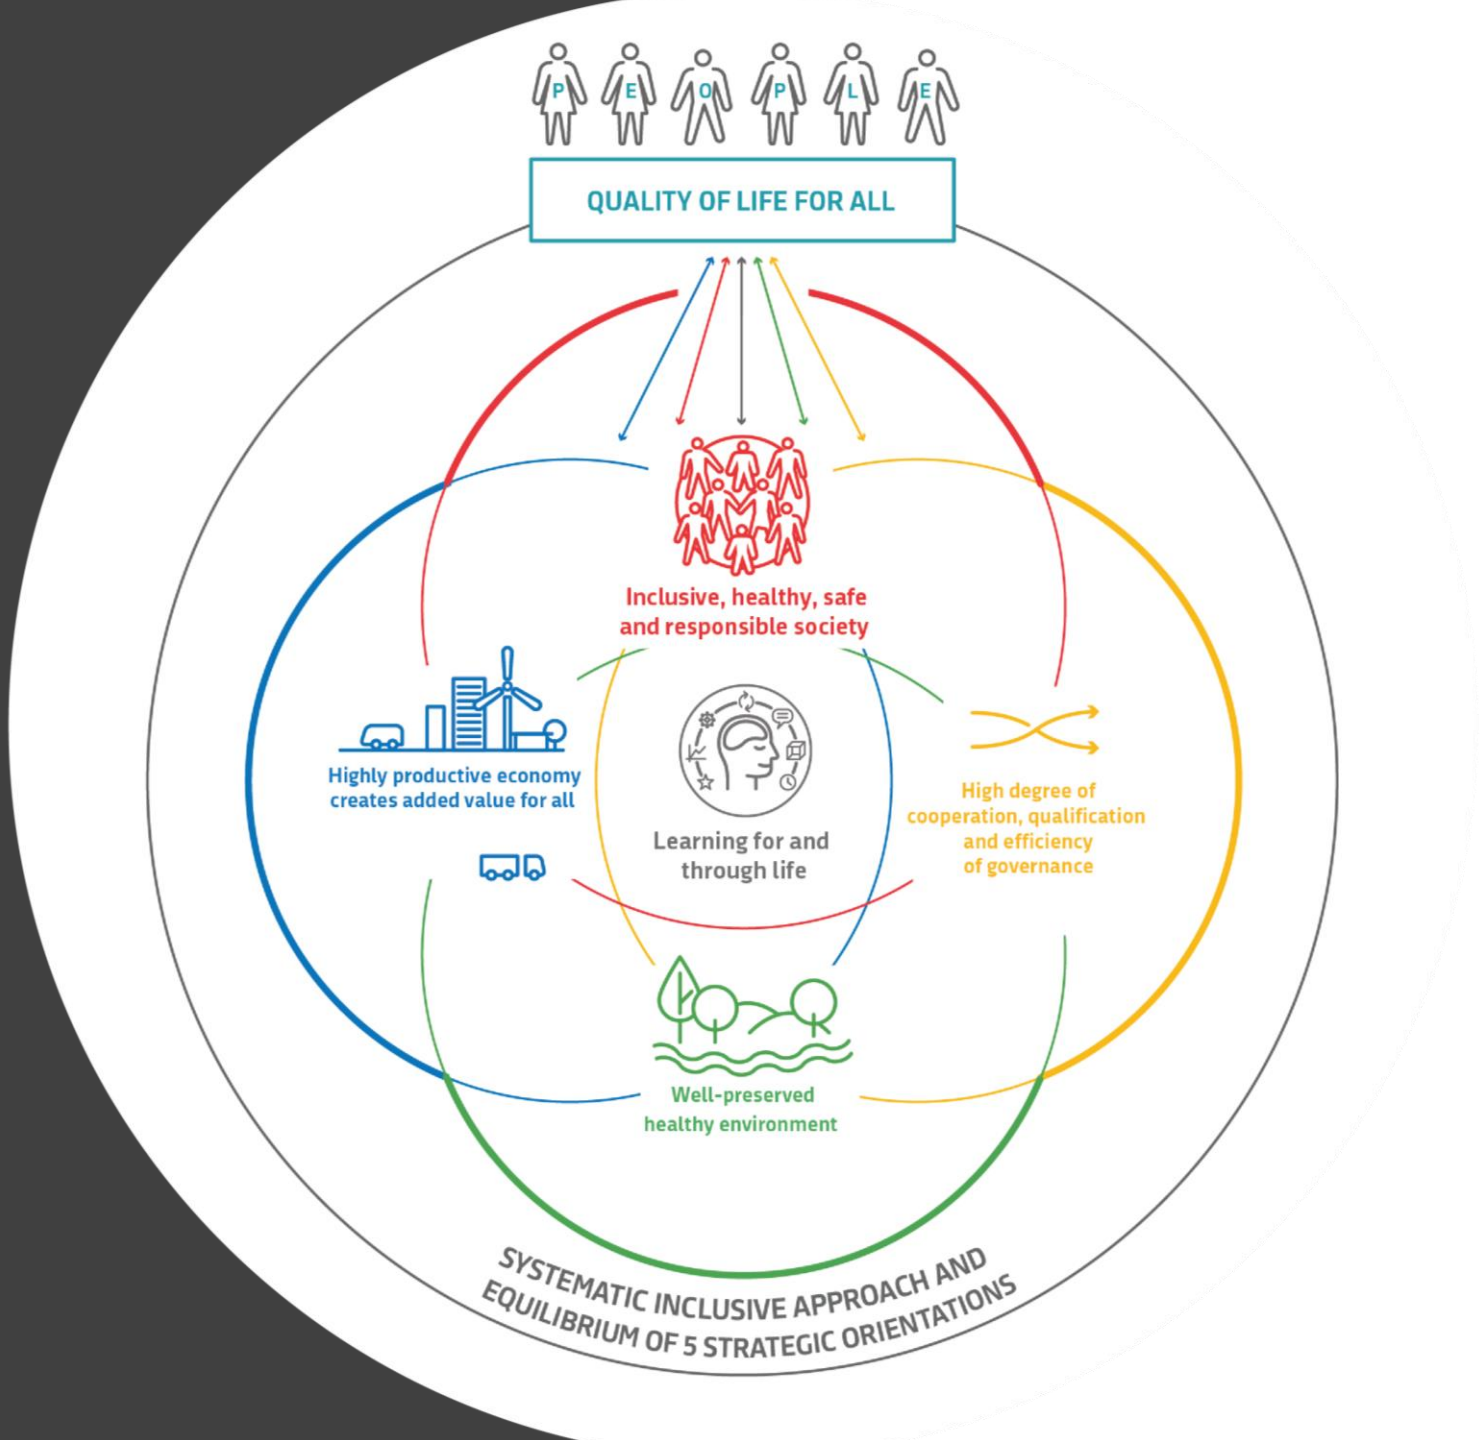 P E O P L E
QUALITY OF LIFE FOR ALL
Inclusive, healthy, safe
and responsible society
Highly productive economy
creates added value for all
Learning for and
through life
High degree of
cooperation, qualification
and efficiency
of governance
Well-preserved
healthy environment
SYSTEMATIC INCLUSIVE APPROACH AND
EQUILIBRIUM OF 5 STRATEGIC ORIENTATIONS